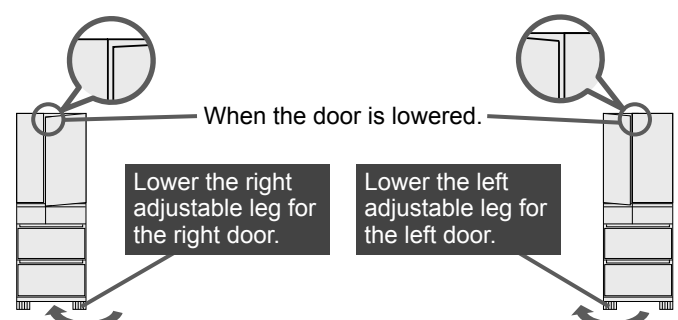 When the door is lowered.
Lower the right
adjustable leg for
the right door.
Lower the left
adjustable leg for
the left door.